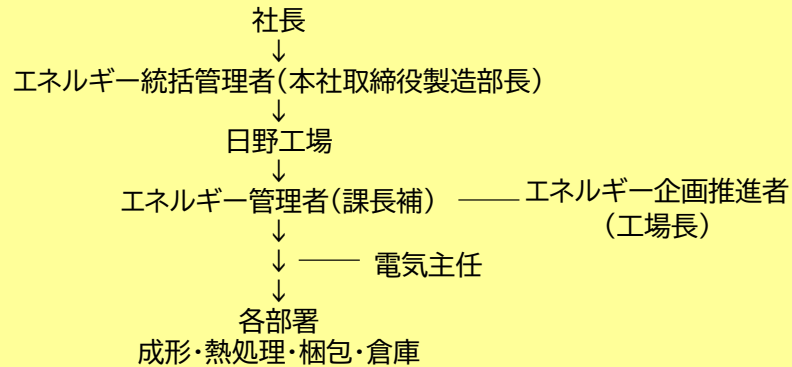 社長
↓
エネルギー統括管理者(本社取締役製造部長)
↓
日野工場
↓
エネルギー管理者(課長補) ―― エネルギー企画推進者
(工場長)
↓
↓ ―― 電気主任
↓
各部署
成形・熱処理・梱包・倉庫